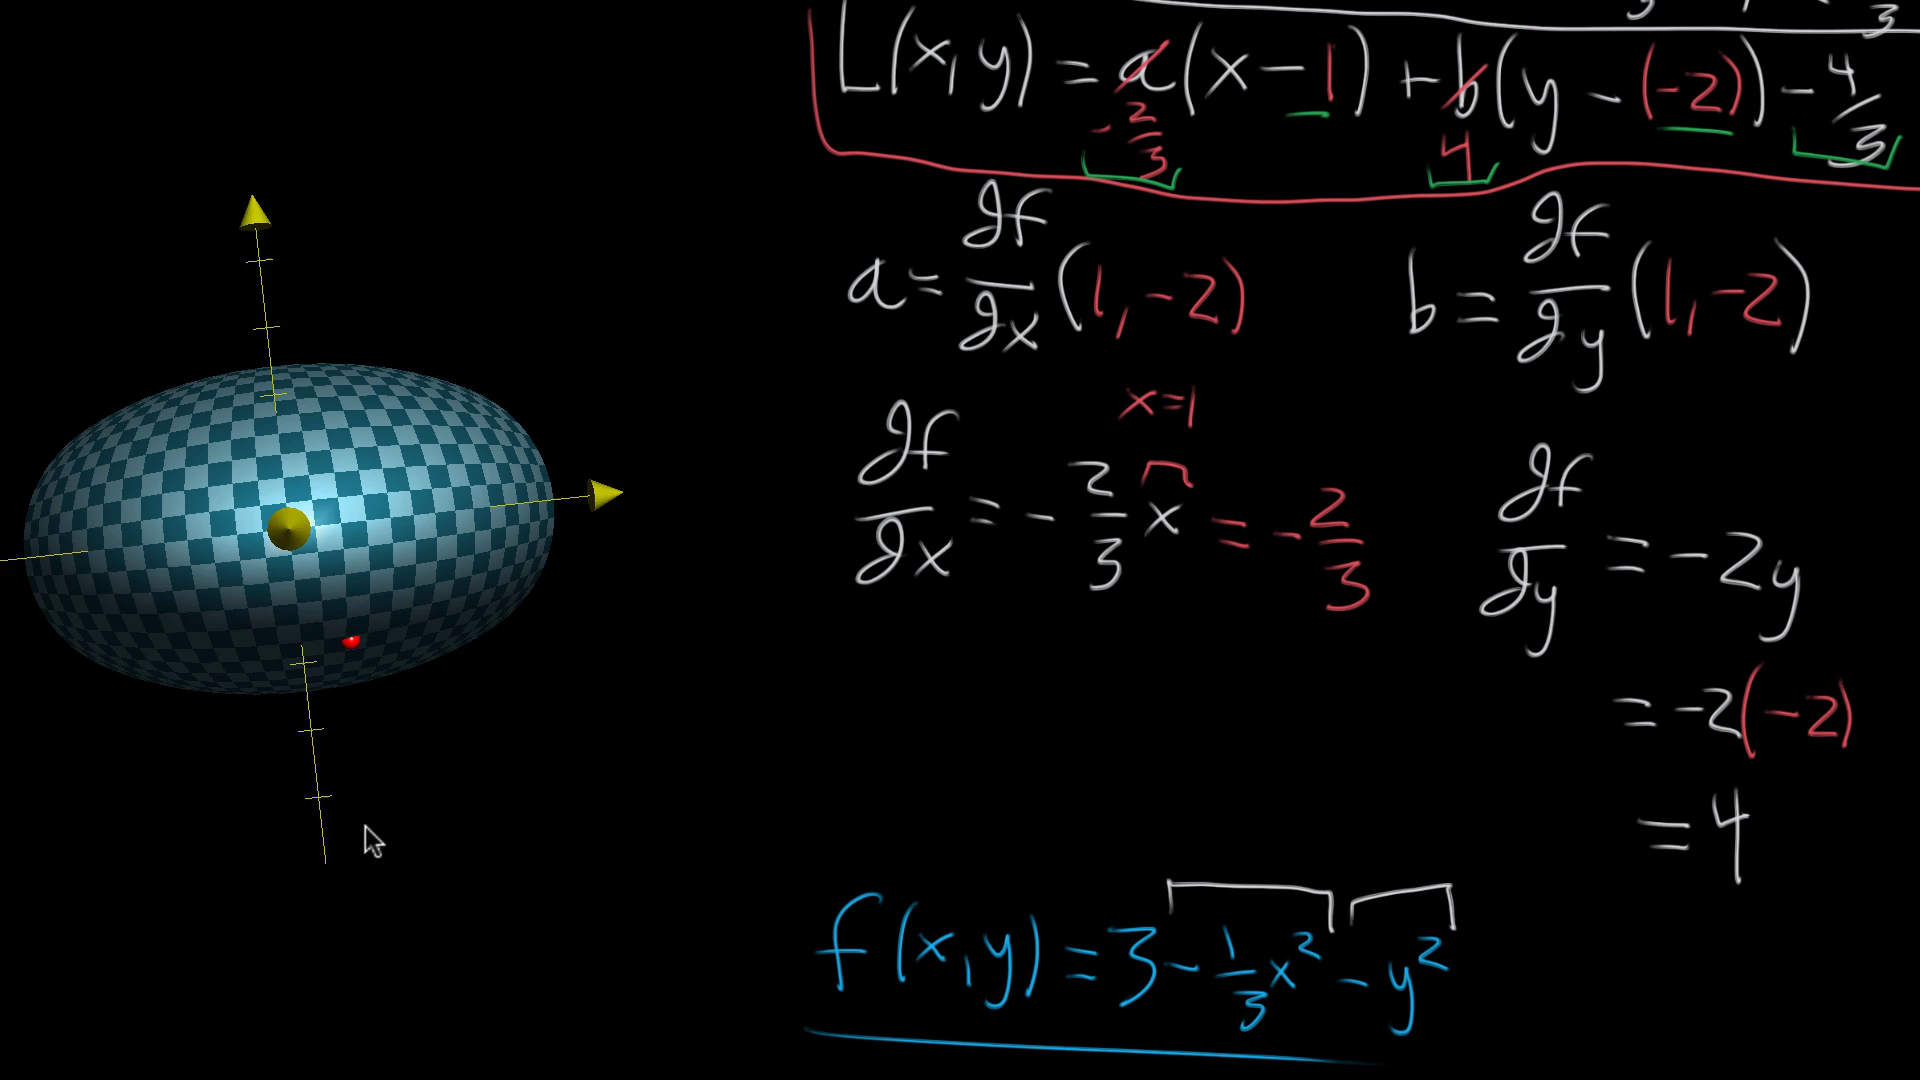 L(x,y) = a(x-1) + b(y-(-2)) - 4/3
-2/3 4
a = ∂f/∂x (1,-2) b = ∂f/∂y (1,-2)
x=1
∂f/∂x = -2/3 x = -2/3 ∂f/∂y = -2y
= -2(-2)
= 4
f(x,y) = 3 - 1/3 x² - y²